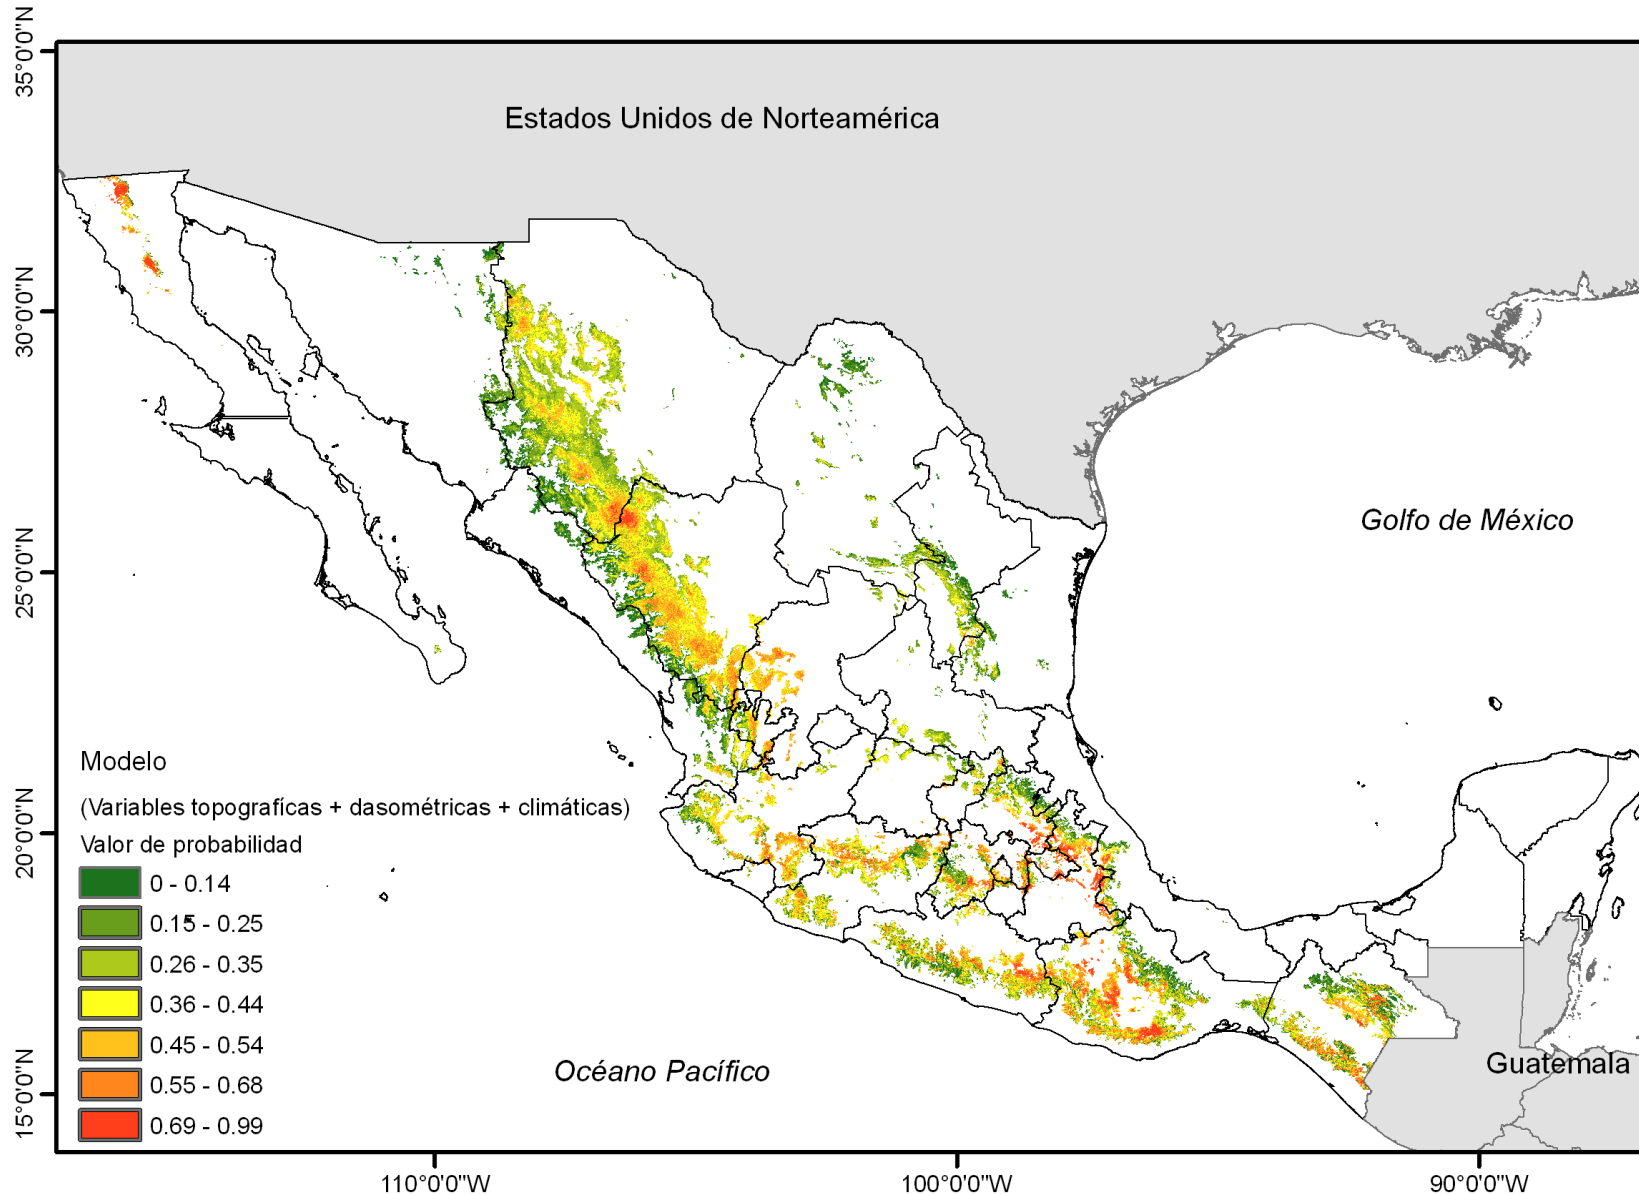 35°0'0"N
Estados Unidos de Norteamérica
30°0'0"N
Golfo de México
25°0'0"N
Modelo
(Variables topografícas + dasométricas + climáticas)
Valor de probabilidad
20°0'0"N
0 - 0.14
0.15 - 0.25
0.26 - 0.35
0.36 - 0.44
0.45 - 0.54
0.55 - 0.68
0.69 - 0.99
Océano Pacífico
Guatemala
15°0'0"N
110°0'0"W
100°0'0"W
90°0'0"W